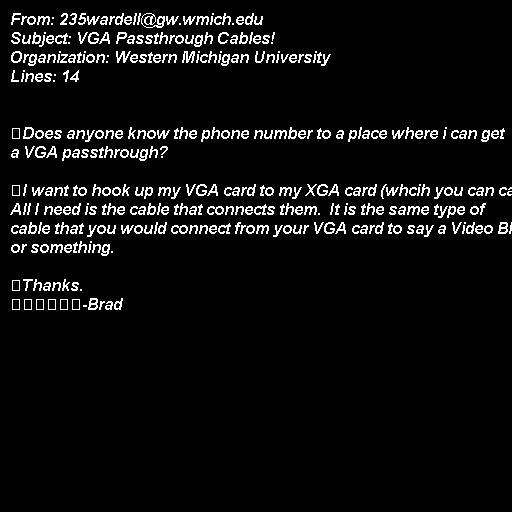 From: 235wardell@gw.wmich.edu
Subject: VGA Passthrough Cables!
Organization: Western Michigan University
Lines: 14
Does anyone know the phone number to a place where i can get
a VGA passthrough?
I want to hook up my VGA card to my XGA card (whcih you can
All I need is the cable that connects them.  It is the same type of
cable that you would connect from your VGA card to say a Video
or something.
Thanks.
-Brad